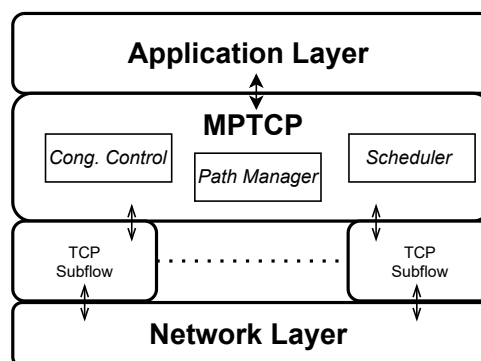 Application Layer
MPTCP
Cong. Control
Path Manager
Scheduler
TCP
Subflow
TCP
Subflow
Network Layer